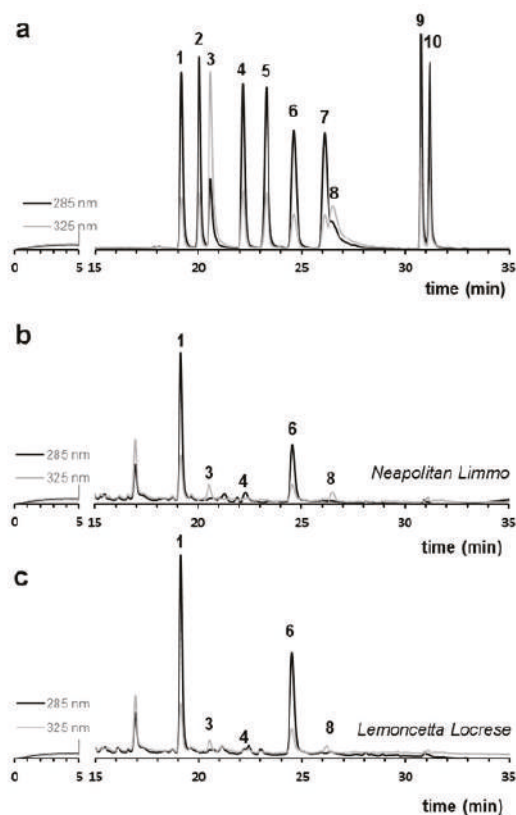 a
1 2 3 4 5 6 7 8 9 10
285 nm
325 nm
0 5 15 20 25 30 35
time (min)
b
1 3 4 6 8
285 nm
325 nm
Neapolitan Limmo
0 5 15 20 25 30 35
time (min)
c
1 3 4 6 8
285 nm
325 nm
Lemoncetta Locrese
0 5 15 20 25 30 35
time (min)